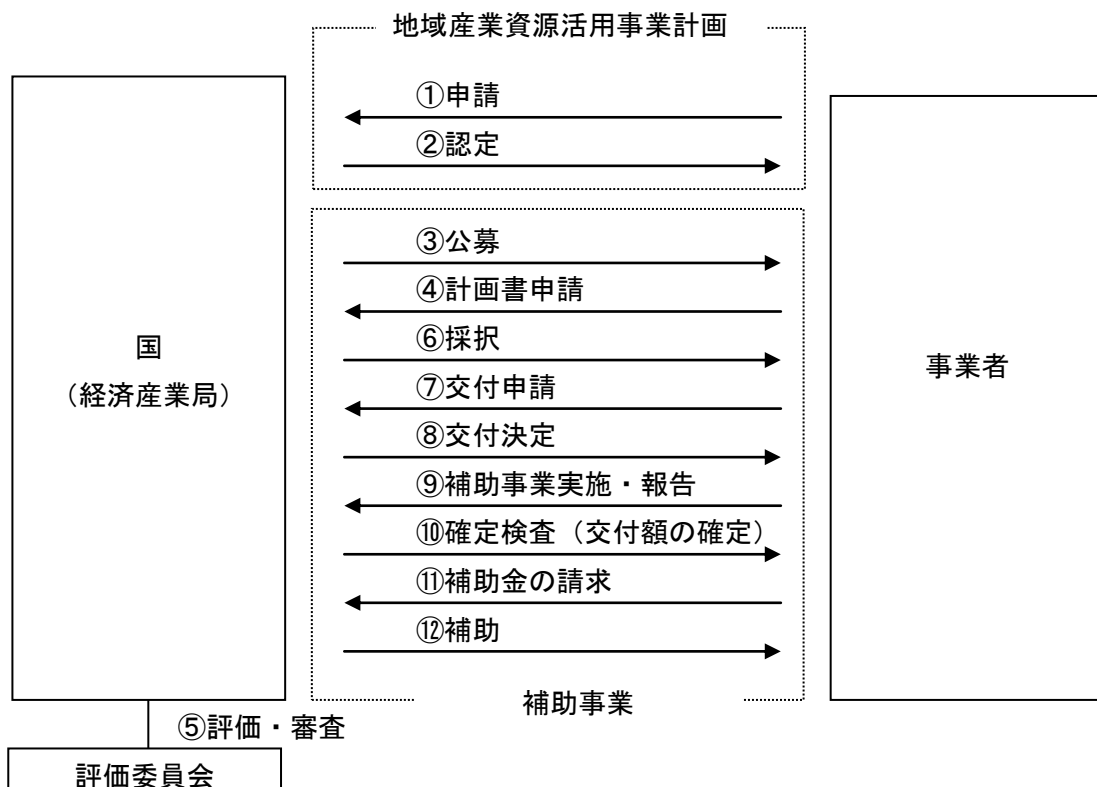 地域産業資源活用事業計画
①申請
②認定
③公募
④計画書申請
⑥採択
⑦交付申請
⑧交付決定
⑨補助事業実施・報告
⑩確定検査（交付額の確定）
⑪補助金の請求
⑫補助
補助事業
国
（経済産業局）
事業者
⑤評価・審査
評価委員会